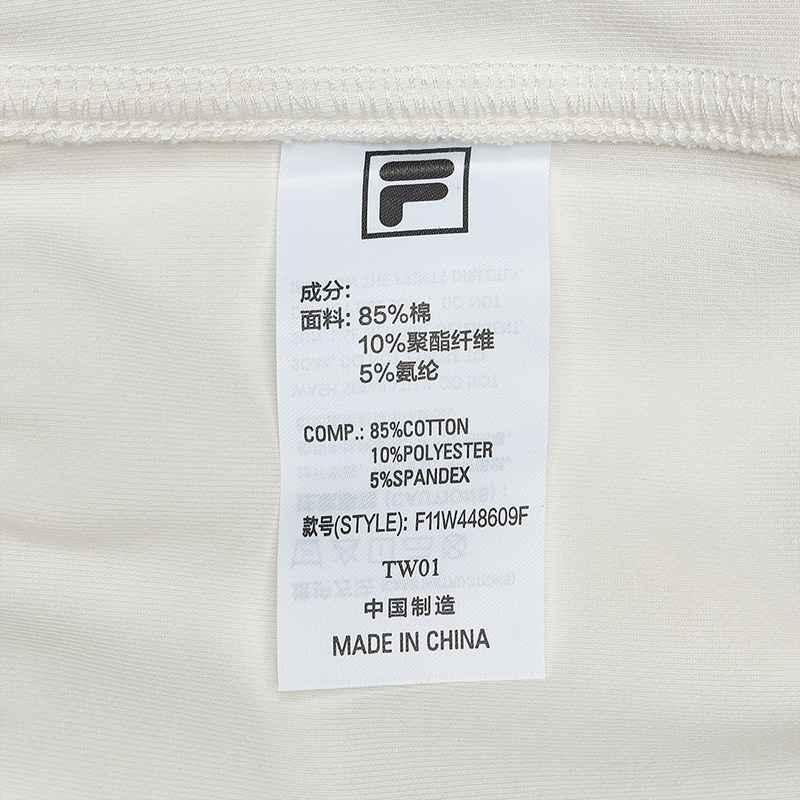 F
成分:
面料: 85%棉
10%聚酯纤维
5%氨纶
COMP.: 85%COTTON
10%POLYESTER
5%SPANDEX
款号(STYLE): F11W448609F
TW01
中国制造
MADE IN CHINA